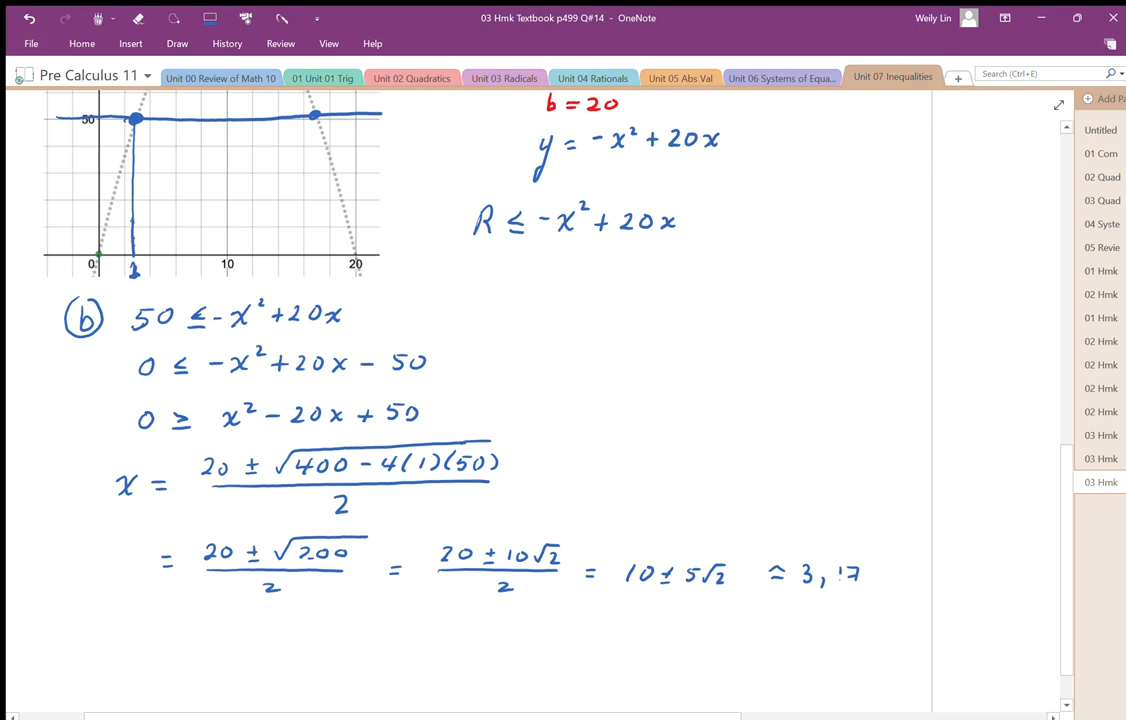 03 Hmk Textbook p499 Q#14 - OneNote
Weily Lin
File Home Insert Draw History Review View Help
Pre Calculus 11
Unit 00 Review of Math 10
01 Unit 01 Trig
Unit 02 Quadratics
Unit 03 Radicals
Unit 04 Rationals
Unit 05 Abs Val
Unit 06 Systems of Equa...
Unit 07 Inequalities
Search (Ctrl+E)
Add Pa
Untitled
01 Com
02 Quad
03 Quad
04 Syste
05 Revie
01 Hmk
02 Hmk
01 Hmk
02 Hmk
02 Hmk
02 Hmk
02 Hmk
03 Hmk
03 Hmk
03 Hmk
50
0 10 20
b = 20
y = -x² + 20x
R ≤ -x² + 20x
(b) 50 ≤ -x² + 20x
0 ≤ -x² + 20x - 50
0 ≥ x² - 20x + 50
x = (20 ± √(400 - 4(1)(50))) / 2
= (20 ± √200) / 2 = (20 ± 10√2) / 2 = 10 ± 5√2 ≈ 3, 17